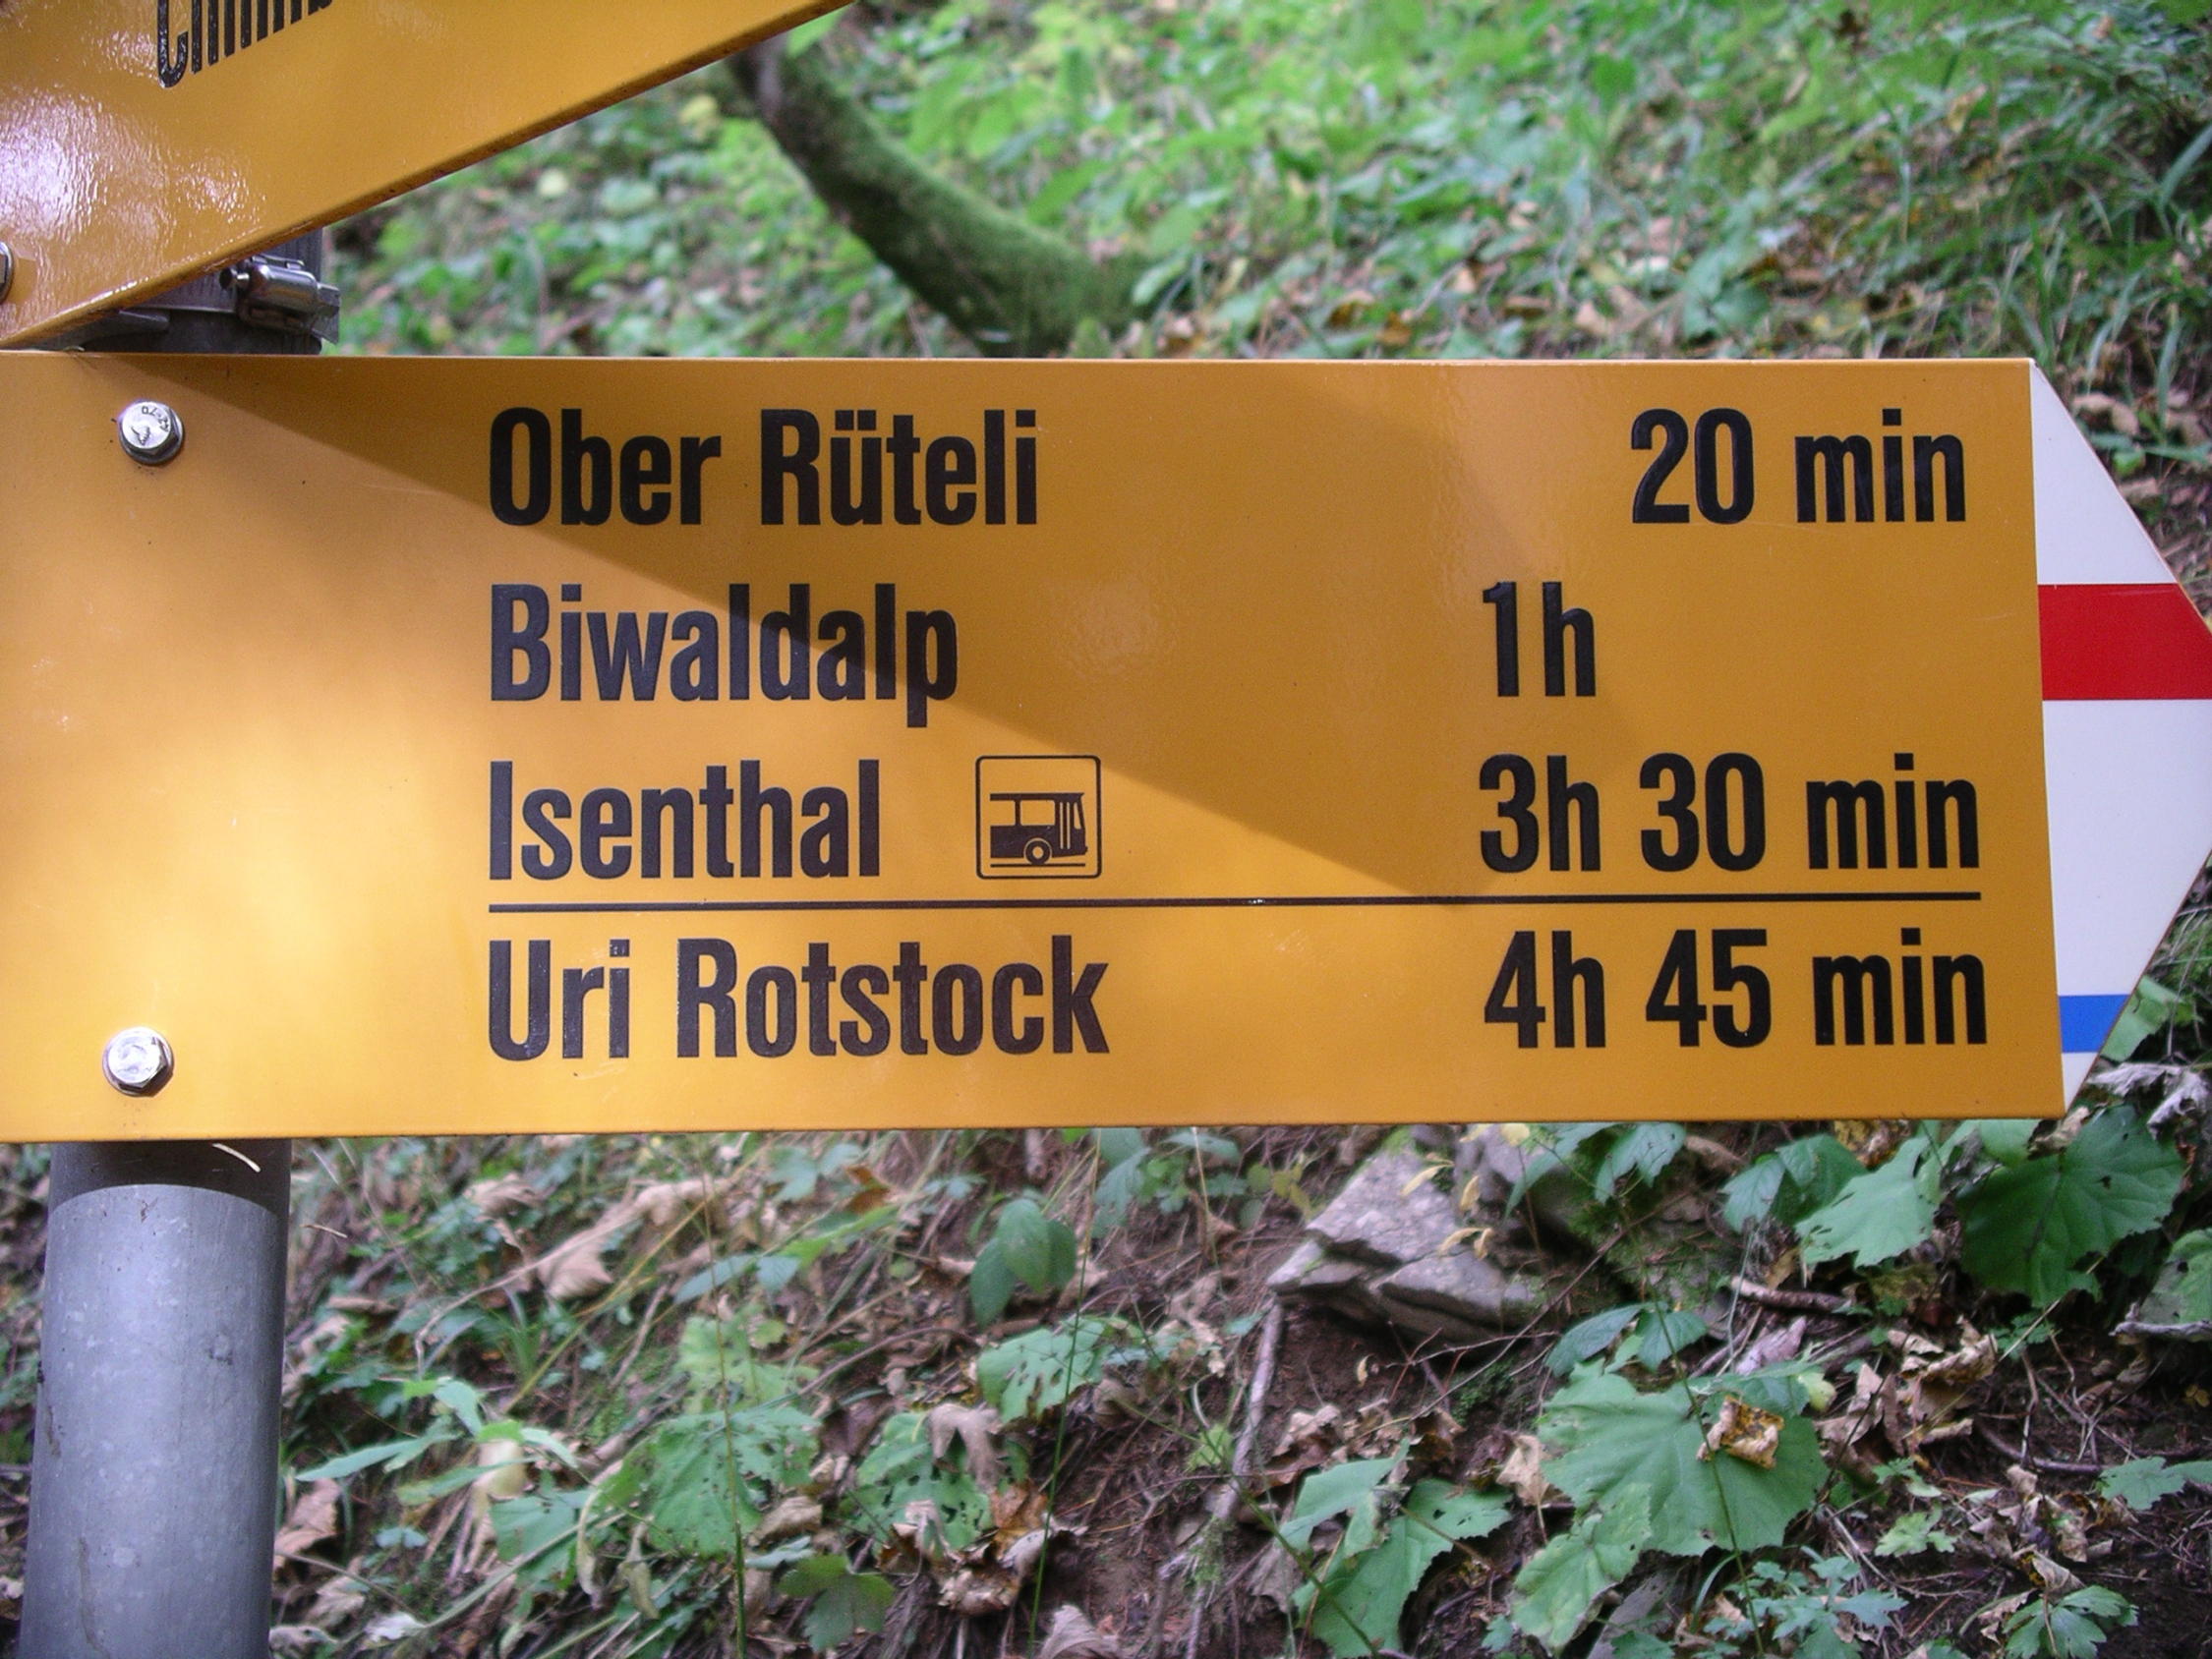 Ober Rüteli 20 min
Biwaldalp 1h
Isenthal 3h 30 min
Uri Rotstock 4h 45 min